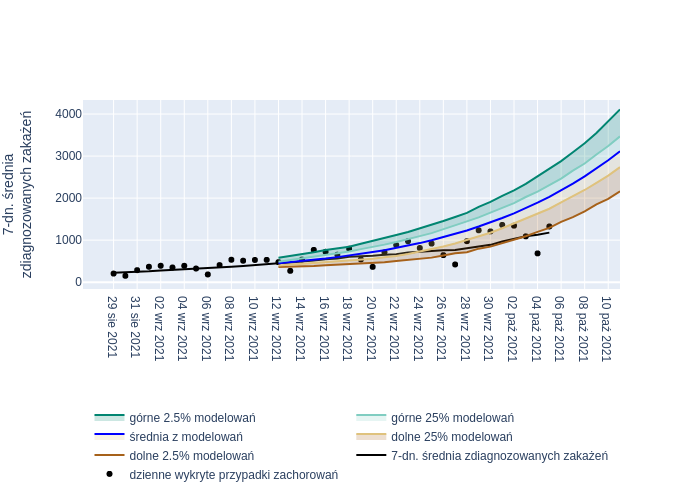 7-dn. średnia
zdiagnozowanych zakażeń
4000
3000
2000
1000
0
29 sie 2021
31 sie 2021
02 wrz 2021
04 wrz 2021
06 wrz 2021
08 wrz 2021
10 wrz 2021
12 wrz 2021
14 wrz 2021
16 wrz 2021
18 wrz 2021
20 wrz 2021
22 wrz 2021
24 wrz 2021
26 wrz 2021
28 wrz 2021
30 wrz 2021
02 paź 2021
04 paź 2021
06 paź 2021
08 paź 2021
10 paź 2021
górne 2.5% modelowań
górne 25% modelowań
średnia z modelowań
dolne 25% modelowań
dolne 2.5% modelowań
7-dn. średnia zdiagnozowanych zakażeń
dzienne wykryte przypadki zachorowań